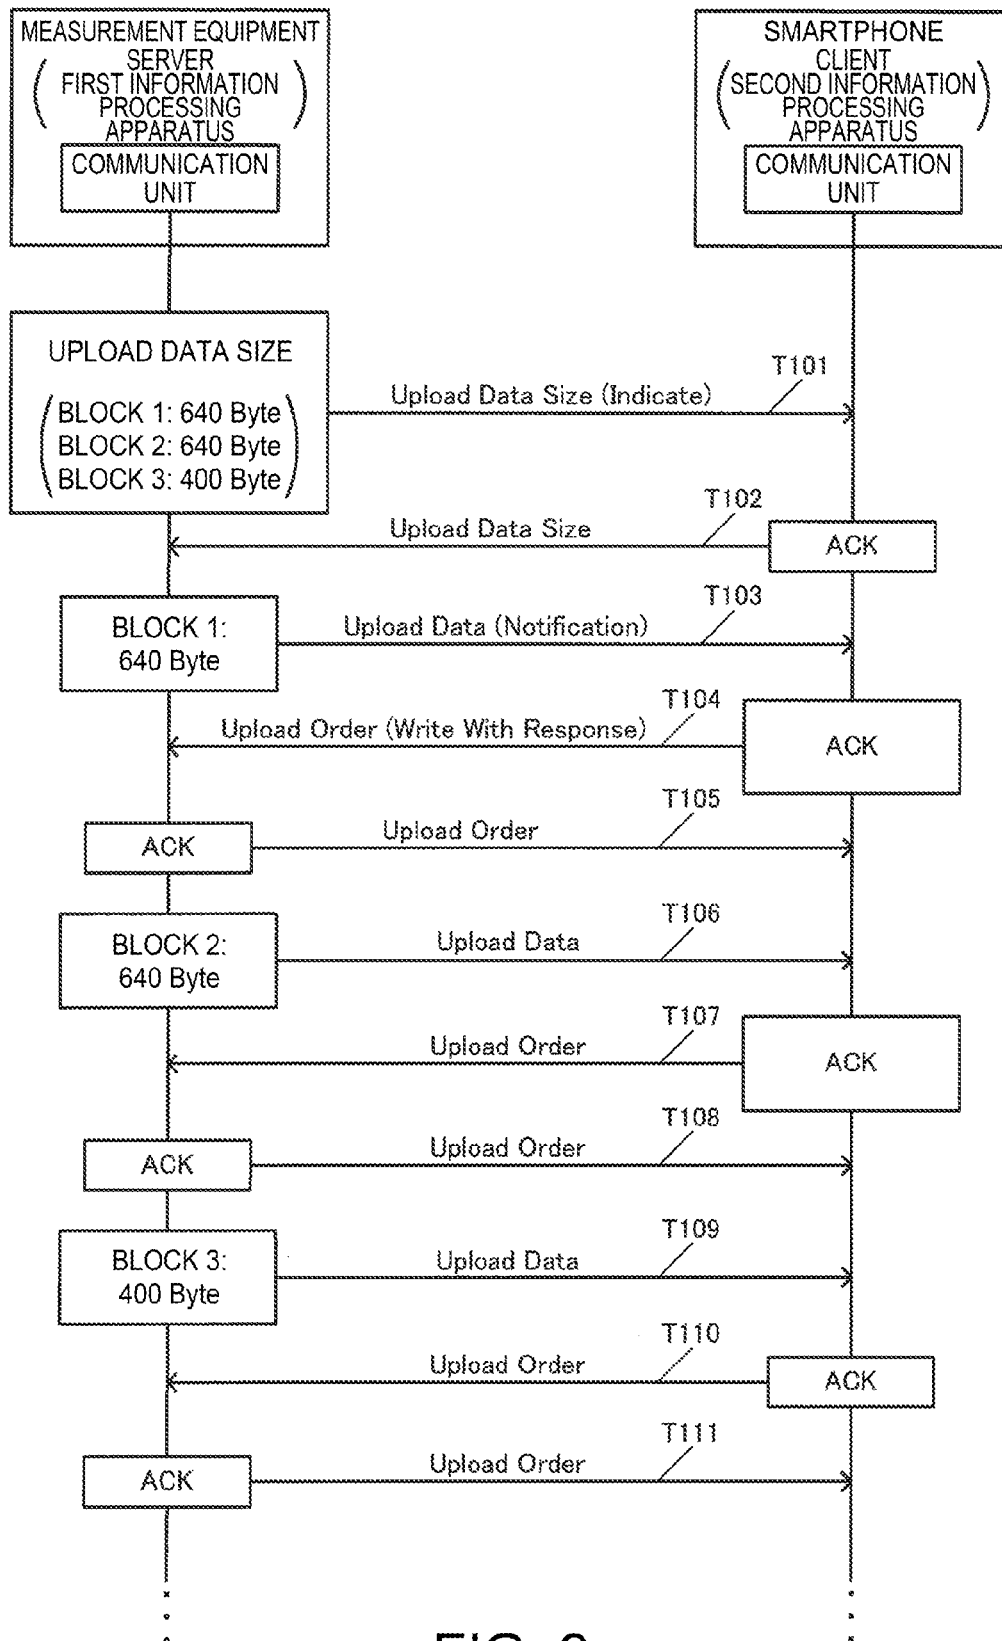 MEASUREMENT EQUIPMENT
SERVER
FIRST INFORMATION
PROCESSING
APPARATUS
COMMUNICATION
UNIT
SMARTPHONE
CLIENT
SECOND INFORMATION
PROCESSING
APPARATUS
COMMUNICATION
UNIT
UPLOAD DATA SIZE
BLOCK 1: 640 Byte
BLOCK 2: 640 Byte
BLOCK 3: 400 Byte
T101
Upload Data Size (Indicate)
T102
Upload Data Size
ACK
T103
BLOCK 1:
640 Byte
Upload Data (Notification)
T104
Upload Order (Write With Response)
ACK
T105
ACK
Upload Order
T106
BLOCK 2:
640 Byte
Upload Data
T107
Upload Order
ACK
T108
ACK
Upload Order
T109
BLOCK 3:
400 Byte
Upload Data
T110
Upload Order
ACK
T111
ACK
Upload Order